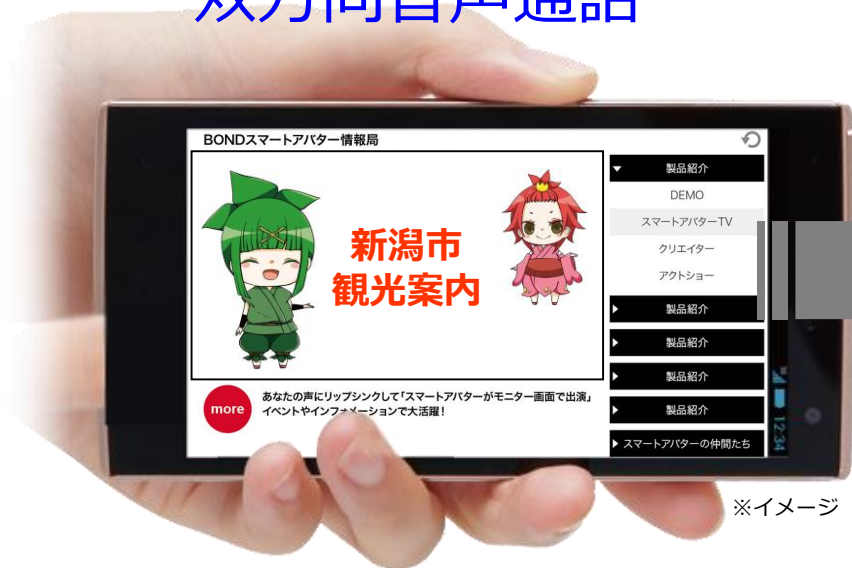 双方向音声通話
BONDスマートアバター情報局
新潟市
観光案内
製品紹介
DEMO
スマートアバターTV
クリエイター
アクトショー
製品紹介
製品紹介
製品紹介
製品紹介
スマートアバターの仲間たち
more
あなたの声にリップシンクして「スマートアバターがモニター画面で出演」
イベントやインフォメーションで大活躍！
12:34
※イメージ